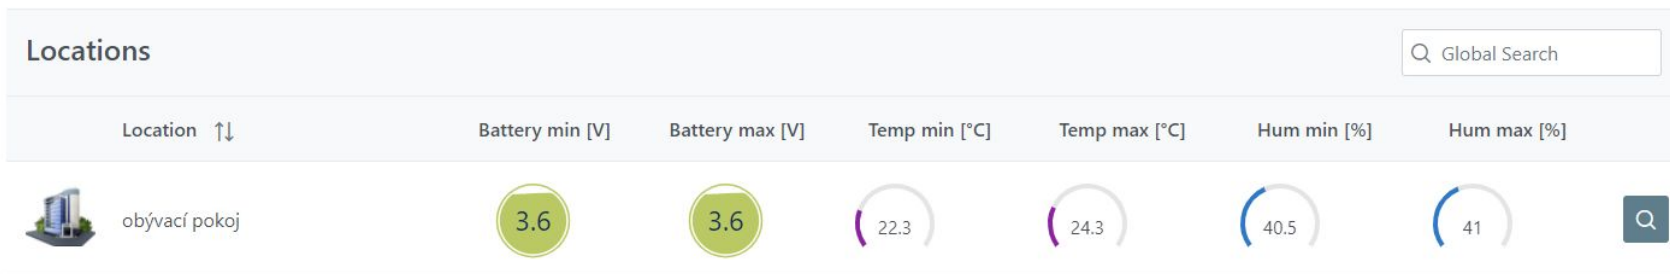 Locations
Global Search
Location Battery min [V] Battery max [V] Temp min [°C] Temp max [°C] Hum min [%] Hum max [%]
obývací pokoj 3.6 3.6 22.3 24.3 40.5 41